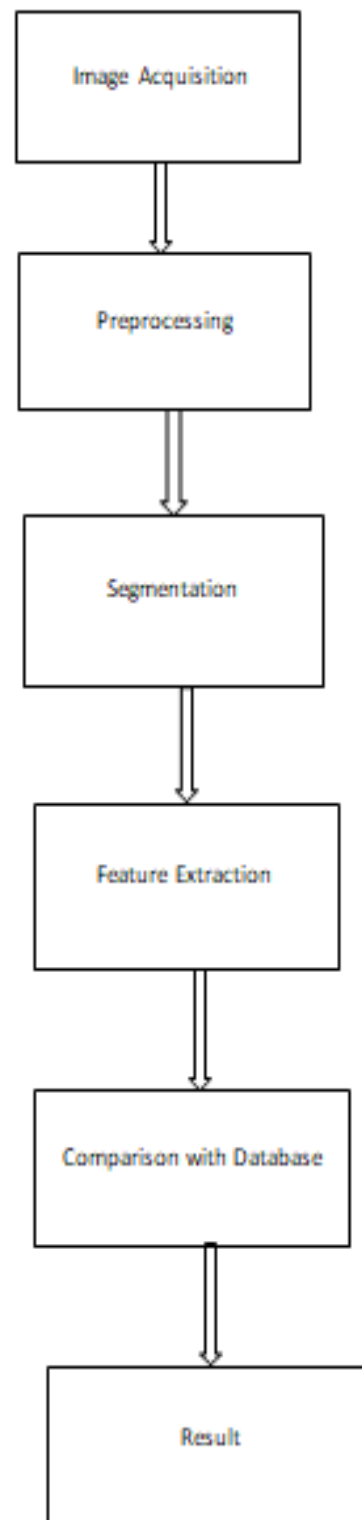 Image Acquisition
Preprocessing
Segmentation
Feature Extraction
Comparison with Database
Result